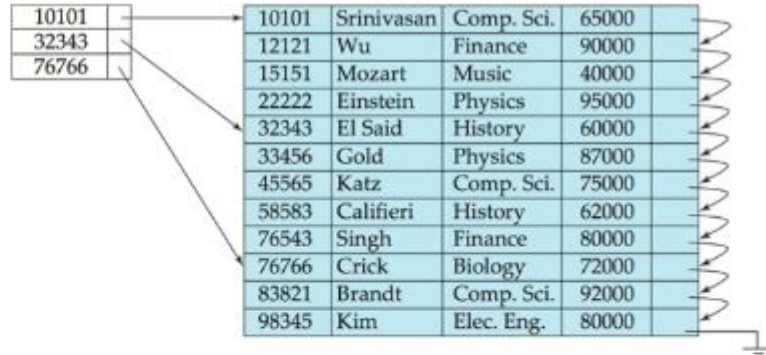 10101
32343
76766
10101 Srinivasan Comp. Sci. 65000
12121 Wu Finance 90000
15151 Mozart Music 40000
22222 Einstein Physics 95000
32343 El Said History 60000
33456 Gold Physics 87000
45565 Katz Comp. Sci. 75000
58583 Califieri History 62000
76543 Singh Finance 80000
76766 Crick Biology 72000
83821 Brandt Comp. Sci. 92000
98345 Kim Elec. Eng. 80000